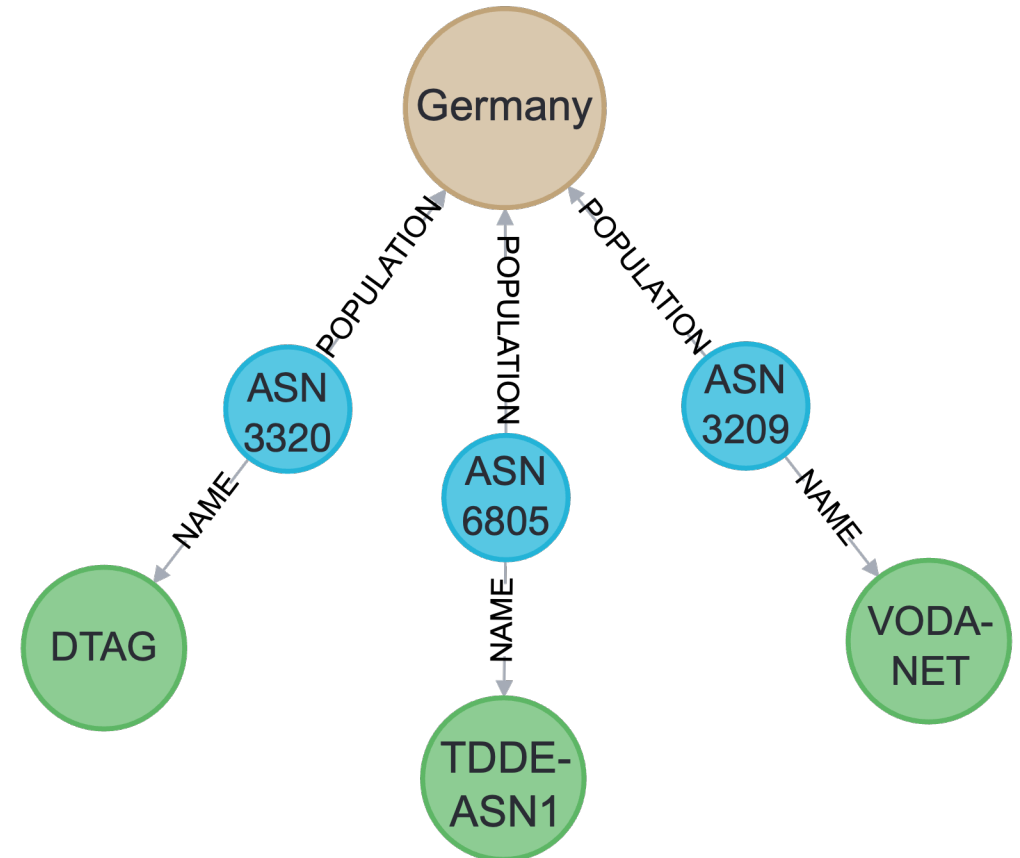 Germany
POPULATION
POPULATION
POPULATION
ASN
3320
ASN
6805
ASN
3209
NAME
NAME
NAME
DTAG
TDDE-
ASN1
VODA-
NET